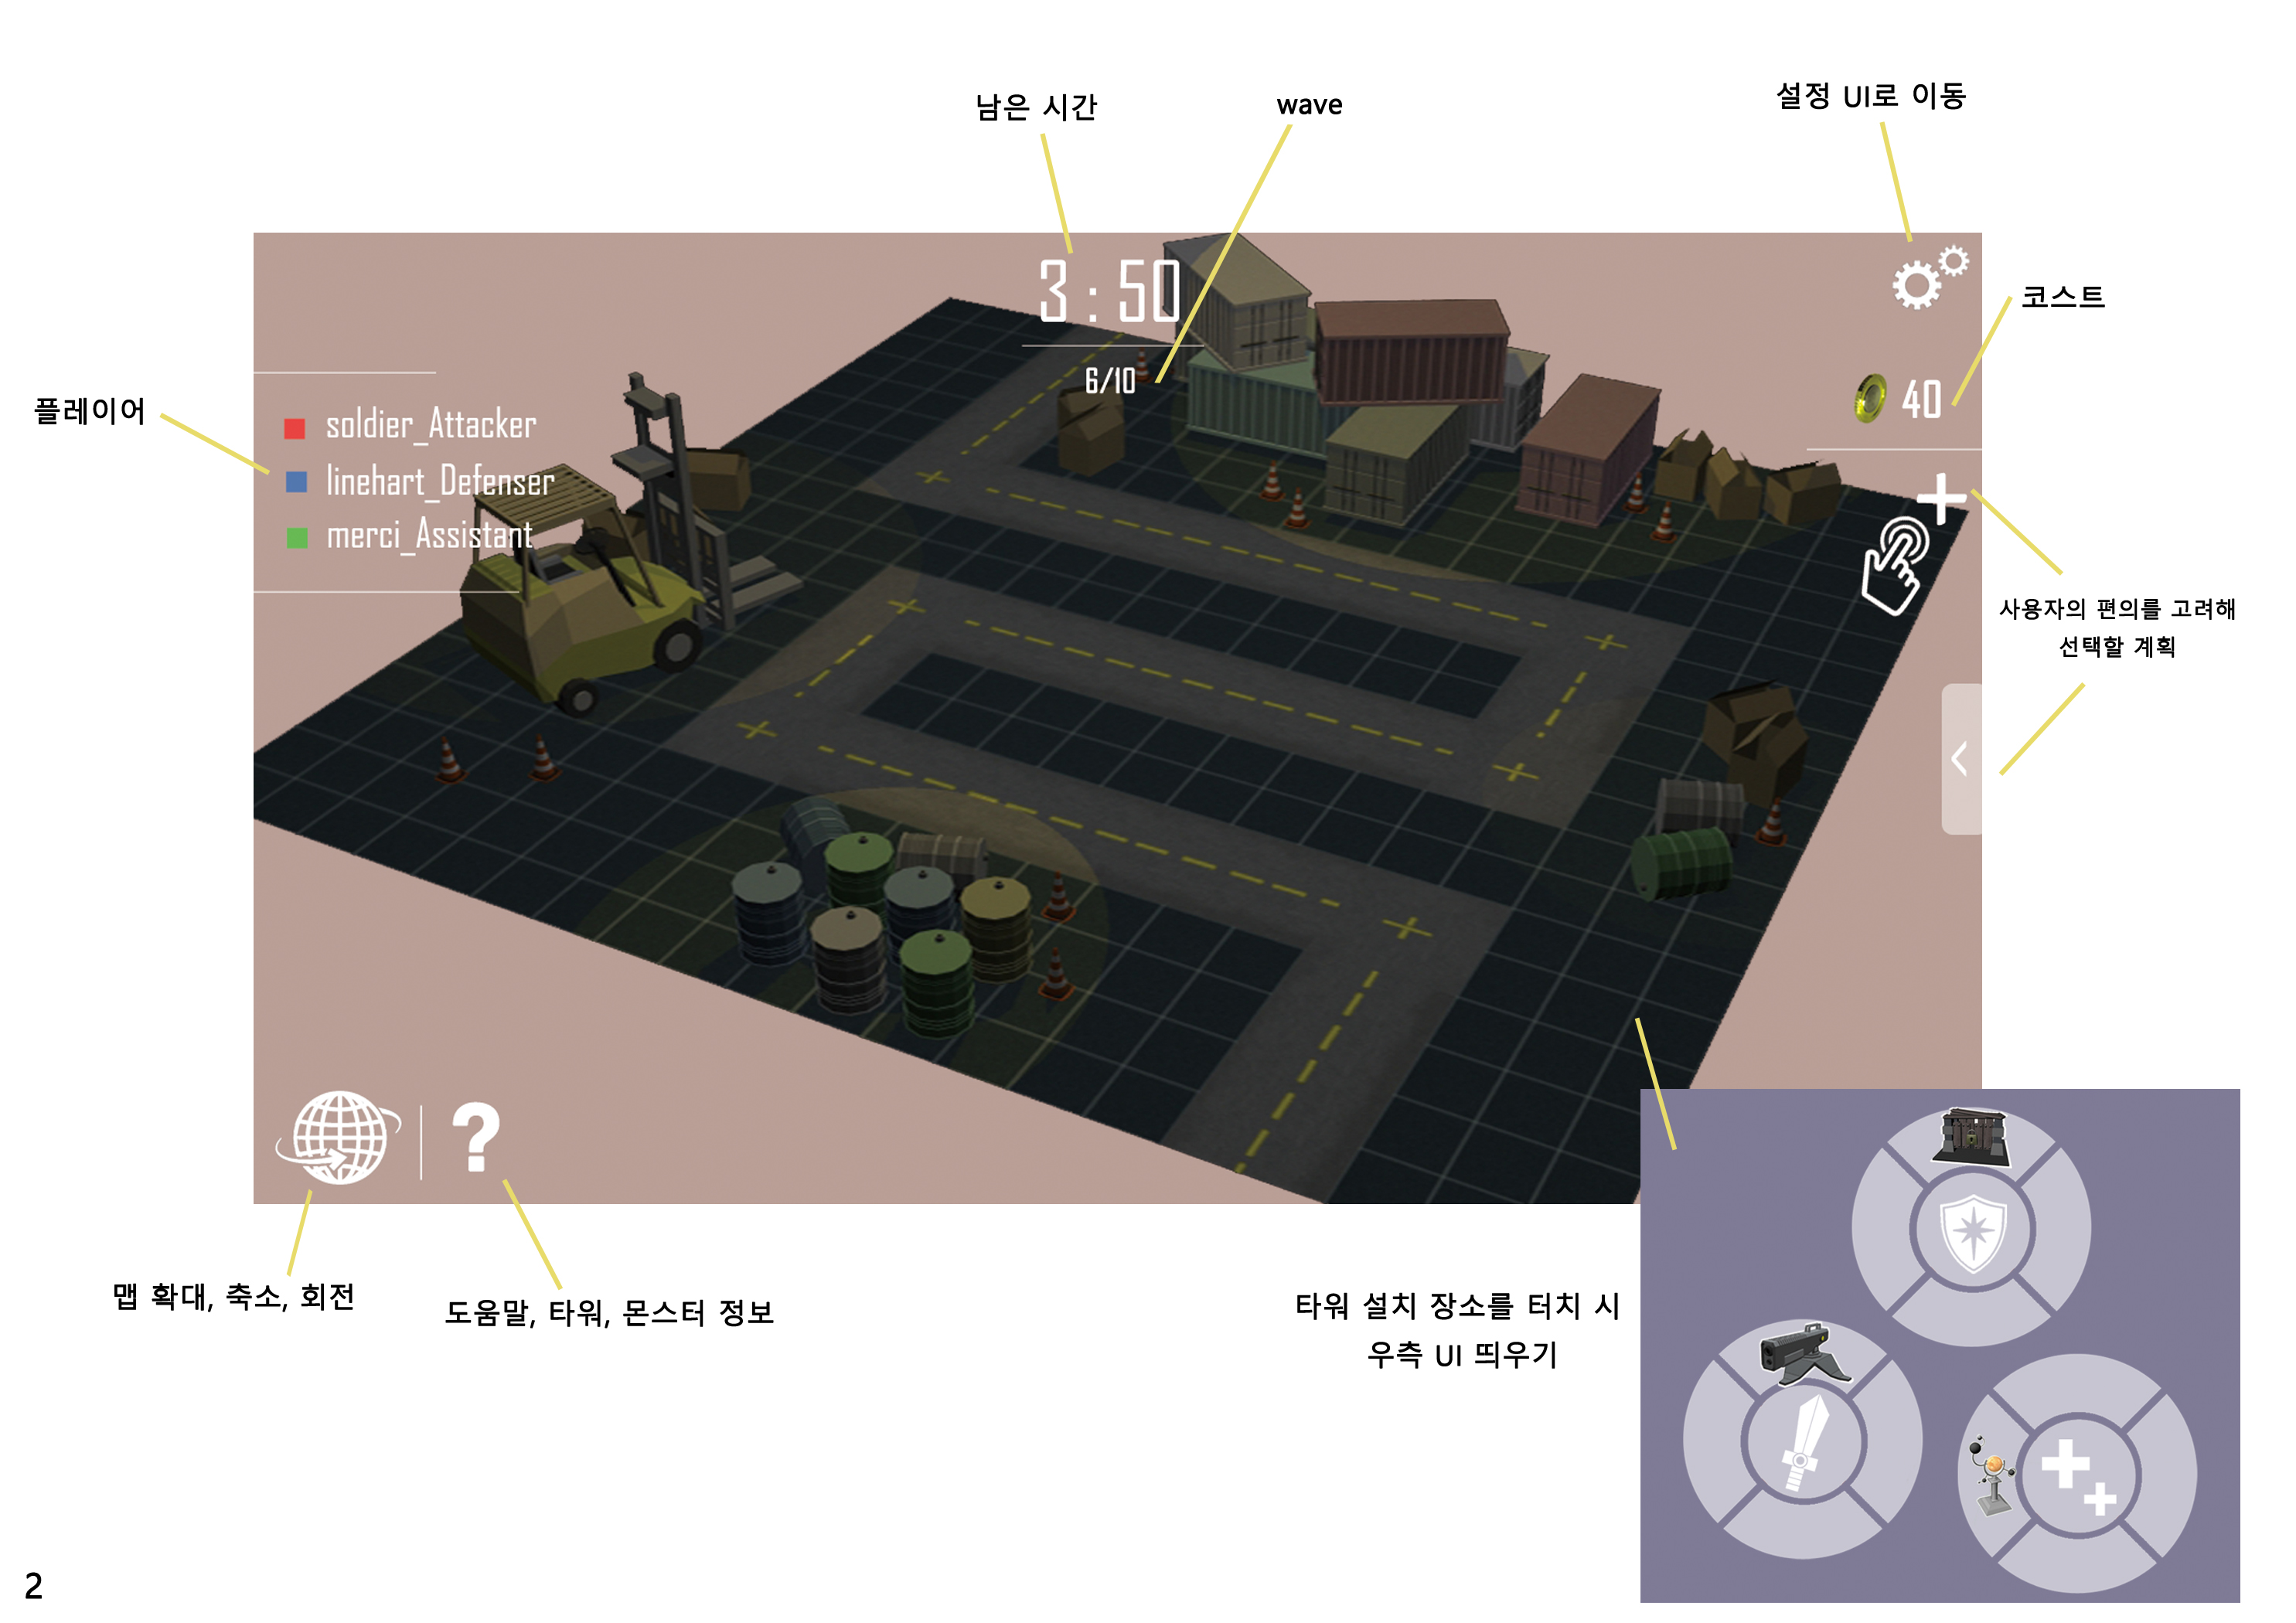 남은 시간
wave
설정 UI로 이동
3:50
6/10
코스트
40
플레이어
soldier_Attacker
linehart_Defenser
merci_Assistant
사용자의 편의를 고려해
선택할 계획
?
맵 확대, 축소, 회전
도움말, 타워, 몬스터 정보
타워 설치 장소를 터치 시
우측 UI 띄우기
2